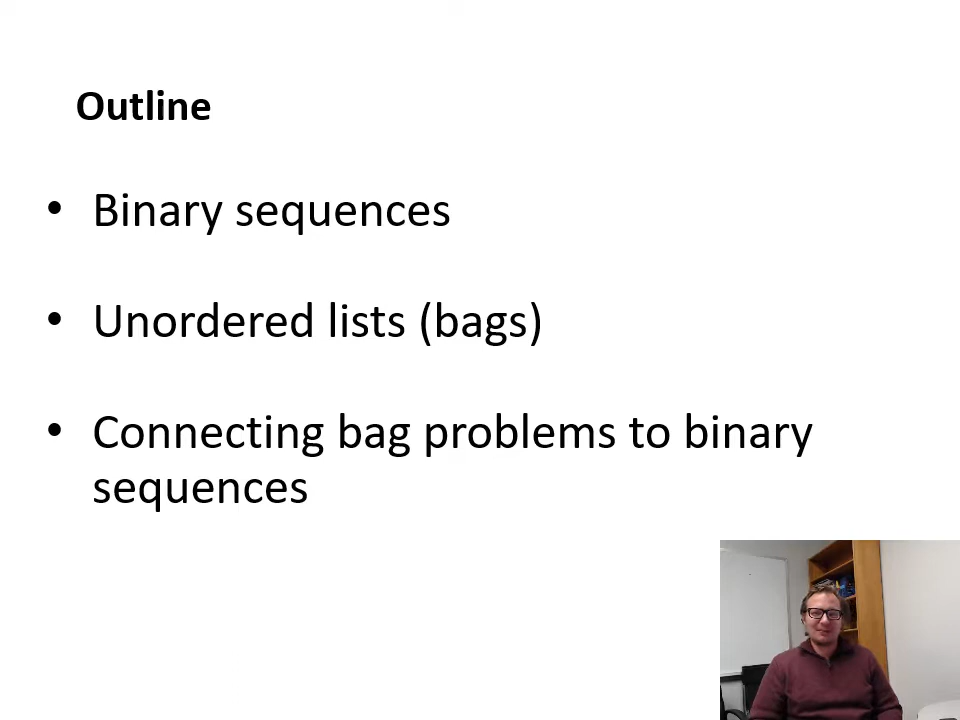 Outline
• Binary sequences
• Unordered lists (bags)
• Connecting bag problems to binary
sequences